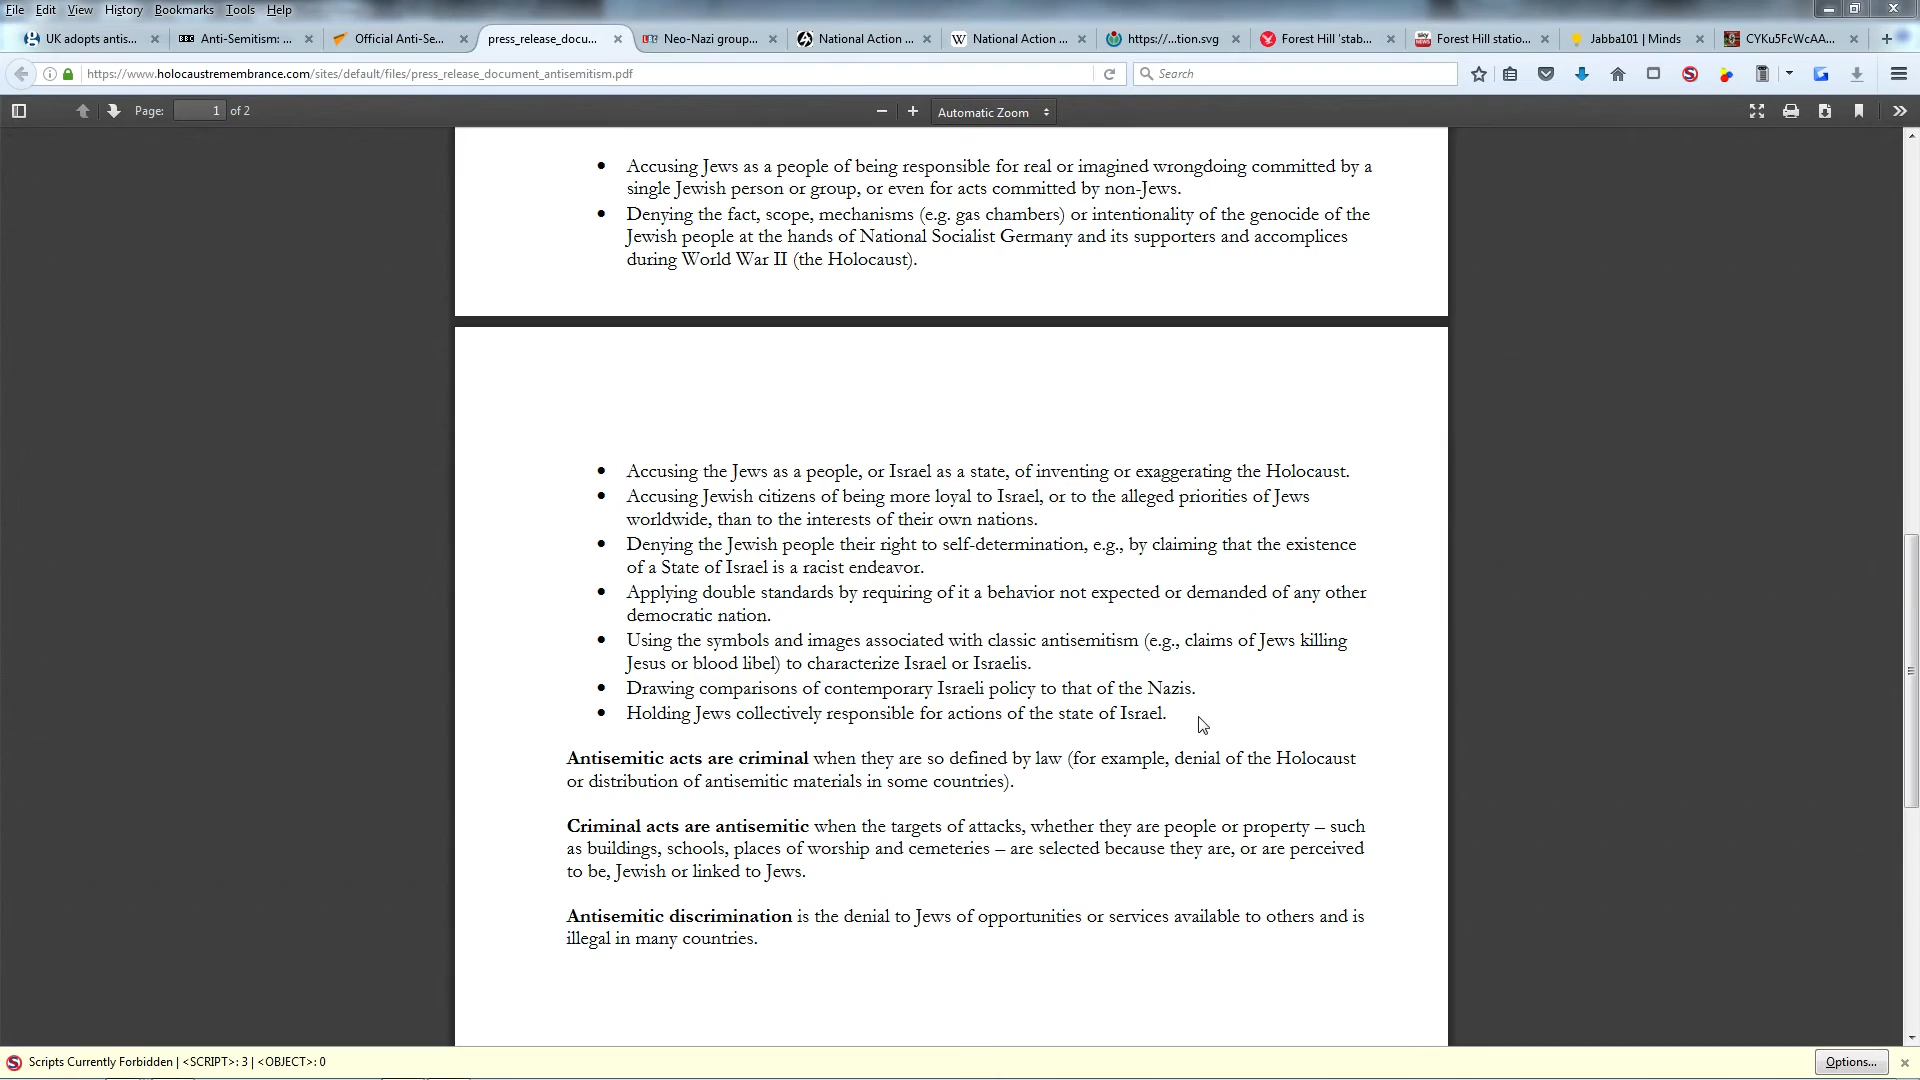 File Edit View History Bookmarks Tools Help
UK adopts antis... Anti-Semitism: ... Official Anti-Se... press_release_docu... Neo-Nazi group... National Action ... National Action ... https://...tion.svg Forest Hill 'stab... Forest Hill statio... Jabba101 | Minds CYKu5FcWcAA...
https://www.holocaustremembrance.com/sites/default/files/press_release_document_antisemitism.pdf Search
Page: 1 of 2 Automatic Zoom
• Accusing Jews as a people of being responsible for real or imagined wrongdoing committed by a
single Jewish person or group, or even for acts committed by non-Jews.
• Denying the fact, scope, mechanisms (e.g. gas chambers) or intentionality of the genocide of the
Jewish people at the hands of National Socialist Germany and its supporters and accomplices
during World War II (the Holocaust).
• Accusing the Jews as a people, or Israel as a state, of inventing or exaggerating the Holocaust.
• Accusing Jewish citizens of being more loyal to Israel, or to the alleged priorities of Jews
worldwide, than to the interests of their own nations.
• Denying the Jewish people their right to self-determination, e.g., by claiming that the existence
of a State of Israel is a racist endeavor.
• Applying double standards by requiring of it a behavior not expected or demanded of any other
democratic nation.
• Using the symbols and images associated with classic antisemitism (e.g., claims of Jews killing
Jesus or blood libel) to characterize Israel or Israelis.
• Drawing comparisons of contemporary Israeli policy to that of the Nazis.
• Holding Jews collectively responsible for actions of the state of Israel.
Antisemitic acts are criminal when they are so defined by law (for example, denial of the Holocaust
or distribution of antisemitic materials in some countries).
Criminal acts are antisemitic when the targets of attacks, whether they are people or property – such
as buildings, schools, places of worship and cemeteries – are selected because they are, or are perceived
to be, Jewish or linked to Jews.
Antisemitic discrimination is the denial to Jews of opportunities or services available to others and is
illegal in many countries.
Scripts Currently Forbidden | <SCRIPT>: 3 | <OBJECT>: 0 Options...